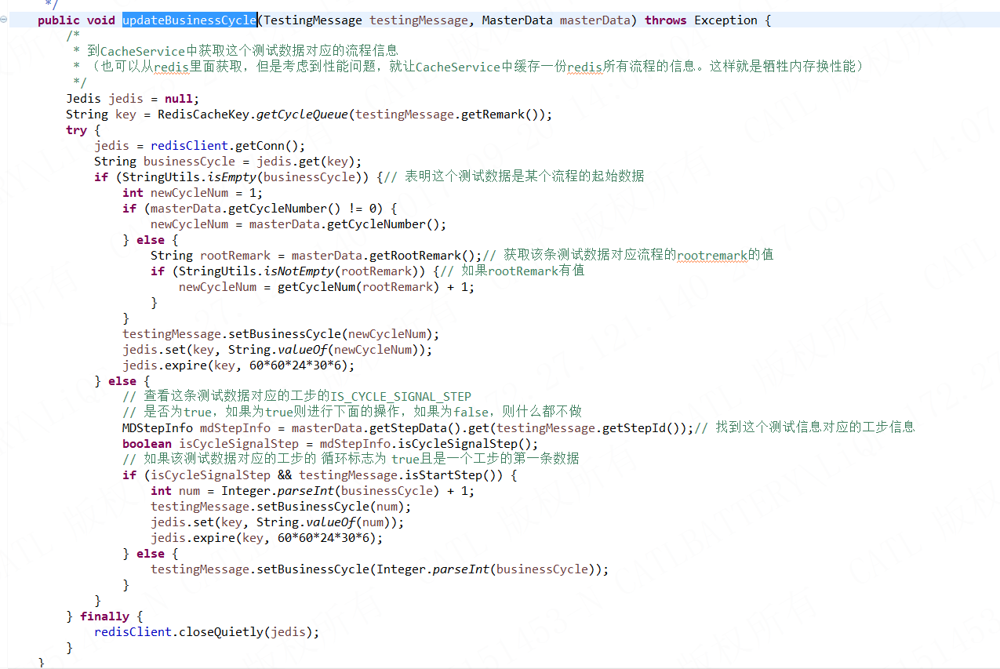 */
public void updateBusinessCycle(TestingMessage testingMessage, MasterData masterData) throws Exception {
/*
* 到CacheService中获取这个测试数据对应的流程信息
* （也可以从redis里面获取，但是考虑到性能问题，就让CacheService中缓存一份redis所有流程的信息。这样就是牺牲内存换性能）
*/
Jedis jedis = null;
String key = RedisCacheKey.getCycleQueue(testingMessage.getRemark());
try {
jedis = redisClient.getConn();
String businessCycle = jedis.get(key);
if (StringUtils.isEmpty(businessCycle)) {// 表明这个测试数据是某个流程的起始数据
int newCycleNum = 1;
if (masterData.getCycleNumber() != 0) {
newCycleNum = masterData.getCycleNumber();
} else {
String rootRemark = masterData.getRootRemark();// 获取该条测试数据对应流程的rootremark的值
if (StringUtils.isNotEmpty(rootRemark)) {// 如果rootRemark有值
newCycleNum = getCycleNum(rootRemark) + 1;
}
}
testingMessage.setBusinessCycle(newCycleNum);
jedis.set(key, String.valueOf(newCycleNum));
jedis.expire(key, 60*60*24*30*6);
} else {
// 查看这条测试数据对应的工步的IS_CYCLE_SIGNAL_STEP
// 是否为true，如果为true则进行下面的操作，如果为false，则什么都不做
MDStepInfo mdStepInfo = masterData.getStepData().get(testingMessage.getStepId());// 找到这个测试信息对应的工步信息
boolean isCycleSignalStep = mdStepInfo.isCycleSignalStep();
// 如果该测试数据对应的工步的 循环标志为 true且是一个工步的第一条数据
if (isCycleSignalStep && testingMessage.isStartStep()) {
int num = Integer.parseInt(businessCycle) + 1;
testingMessage.setBusinessCycle(num);
jedis.set(key, String.valueOf(num));
jedis.expire(key, 60*60*24*30*6);
} else {
testingMessage.setBusinessCycle(Integer.parseInt(businessCycle));
}
}
} finally {
redisClient.closeQuietly(jedis);
}
}